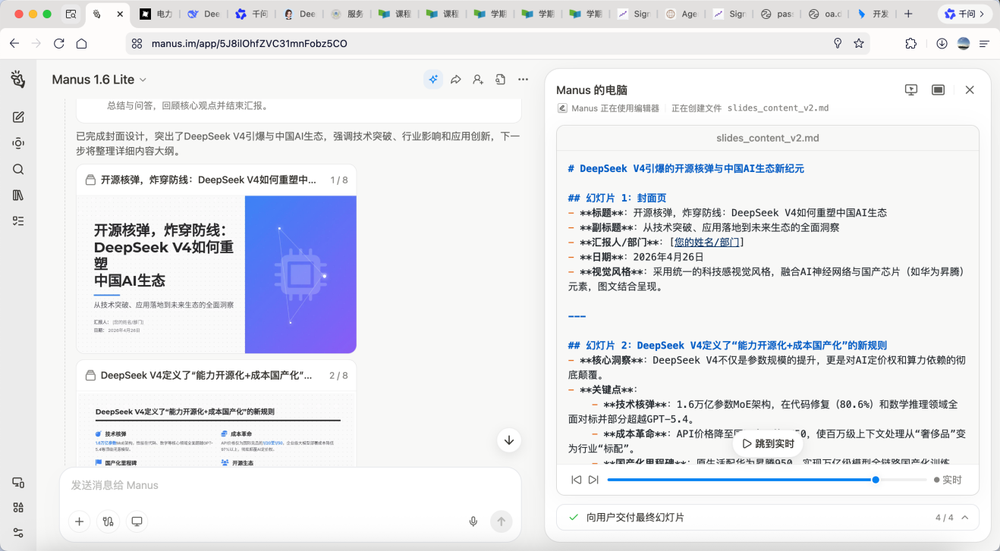 电力
Dee
千问
Dee
服务
课程
课程
学期
学期
学期
Sign
Age
Sign
pass
oa.d
开发
千问
manus.im/app/5J8ilOhfZVC31mnFobz5CO
Manus 1.6 Lite
总结与问答，回顾核心观点并结束汇报。
已完成封面设计，突出了DeepSeek V4引爆与中国AI生态，强调技术突破、行业影响和应用创新，下一
步将整理详细内容大纲。
开源核弹，炸穿防线：DeepSeek V4如何重塑中... 1 / 8
开源核弹，炸穿防线：
DeepSeek V4如何重
塑
中国AI生态
从技术突破、应用落地到未来生态的全面洞察
汇报人： [您的姓名/部门]
日期： 2026年4月26日
DeepSeek V4定义了“能力开源化+成本国产化”... 2 / 8
DeepSeek V4定义了“能力开源化+成本国产化”的新规则
技术核弹
成本革命
国产化里程碑
开源生态
发送消息给 Manus
Manus 的电脑
Manus 正在使用编辑器 正在创建文件 slides_content_v2.md
slides_content_v2.md
# DeepSeek V4引爆的开源核弹与中国AI生态新纪元
## 幻灯片 1: 封面页
- **标题**: 开源核弹，炸穿防线：DeepSeek V4如何重塑中国AI生态
- **副标题**: 从技术突破、应用落地到未来生态的全面洞察
- **汇报人/部门**: [您的姓名/部门]
- **日期**: 2026年4月26日
- **视觉风格**: 采用统一的科技感视觉风格，融合AI神经网络与国产芯片（如华为昇腾）
元素，图文结合呈现。
---
## 幻灯片 2: DeepSeek V4定义了“能力开源化+成本国产化”的新规则
- **核心洞察**: DeepSeek V4不仅是参数规模的提升，更是对AI定价权和算力依赖的彻
底颠覆。
- **关键点**:
- **技术核弹**: 1.6万亿参数MoE架构，在代码修复（80.6%）和数学推理领域全
面对标并部分超越GPT-5.4。
- **成本革命**: API价格降至 50，使百万级上下文处理从“奢侈品”变
为行业“标配”。
- **国产化里程碑**: 原生适配华为昇腾950，实现万亿级模型全链路国产化训练
跳到实时
实时
向用户交付最终幻灯片 4 / 4